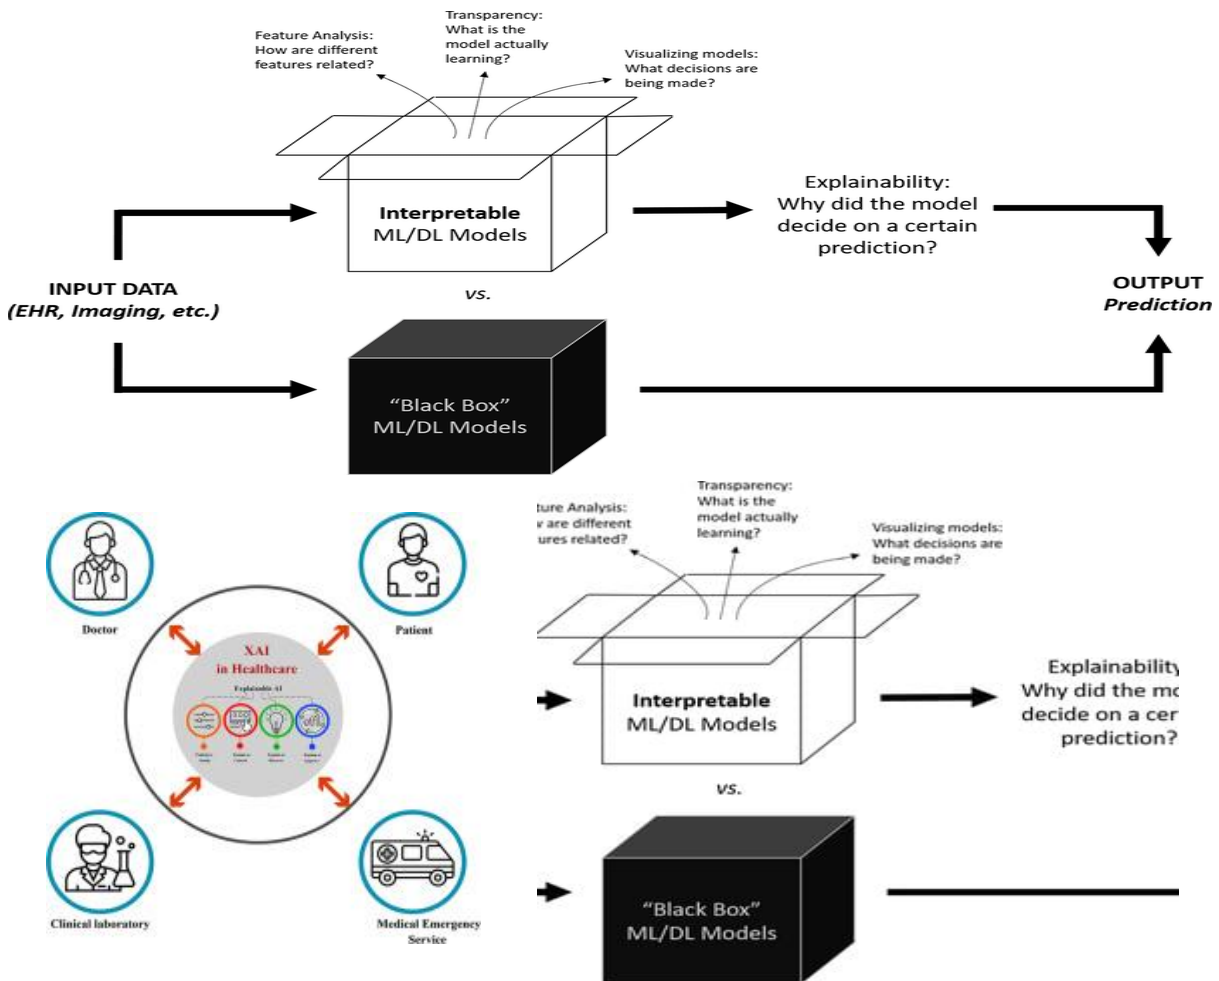 Transparency:
What is the
model actually
learning?
Feature Analysis:
How are different
features related?
Visualizing models:
What decisions are
being made?
Interpretable
ML/DL Models
Explainability:
Why did the model
decide on a certain
prediction?
INPUT DATA
(EHR, Imaging, etc.)
vs.
OUTPUT
Prediction
“Black Box”
ML/DL Models
Doctor
Patient
XAI
in Healthcare
Explainable AI
Clinical laboratory
Medical Emergency
Service
Transparency:
What is the
model actually
learning?
ture Analysis:
are different
ures related?
Visualizing models:
What decisions are
being made?
Interpretable
ML/DL Models
Explainability
Why did the mo
decide on a cer
prediction?
vs.
“Black Box”
ML/DL Models